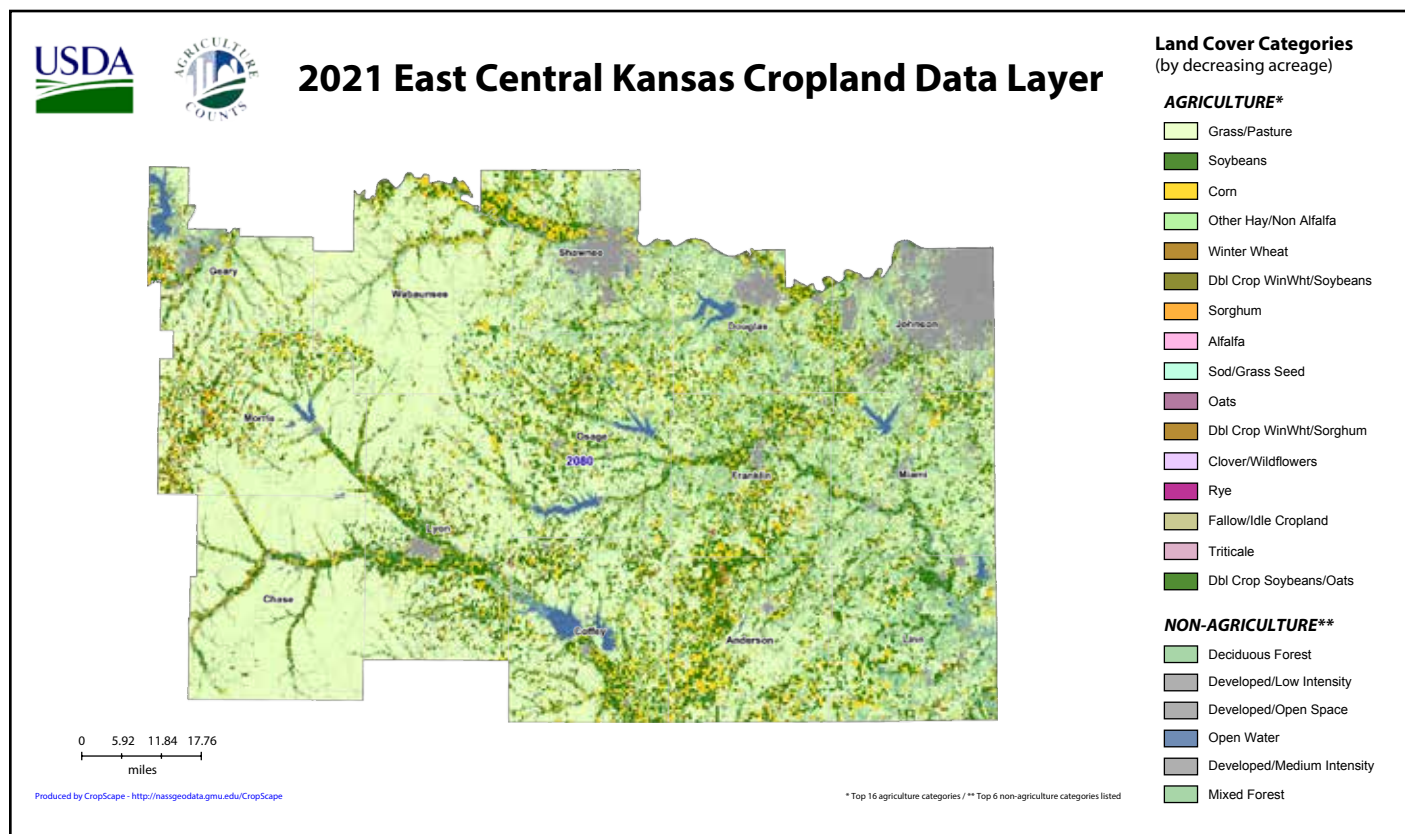 USDA
AGRICULTURE
COUNTS
2021 East Central Kansas Cropland Data Layer
Land Cover Categories
(by decreasing acreage)
AGRICULTURE*
Grass/Pasture
Soybeans
Corn
Other Hay/Non Alfalfa
Winter Wheat
Dbl Crop WinWht/Soybeans
Sorghum
Alfalfa
Sod/Grass Seed
Oats
Dbl Crop WinWht/Sorghum
Clover/Wildflowers
Rye
Fallow/Idle Cropland
Triticale
Dbl Crop Soybeans/Oats
NON-AGRICULTURE**
Deciduous Forest
Developed/Low Intensity
Developed/Open Space
Open Water
Developed/Medium Intensity
Mixed Forest
Shawnee
Geary
Wabaunsee
Douglas
Johnson
Morris
Osage
2080
Franklin
Miami
Lyon
Chase
Coffey
Anderson
Linn
0 5.92 11.84 17.76
miles
Produced by CropScape - http://nassgeodata.gmu.edu/CropScape
* Top 16 agriculture categories / ** Top 6 non-agriculture categories listed